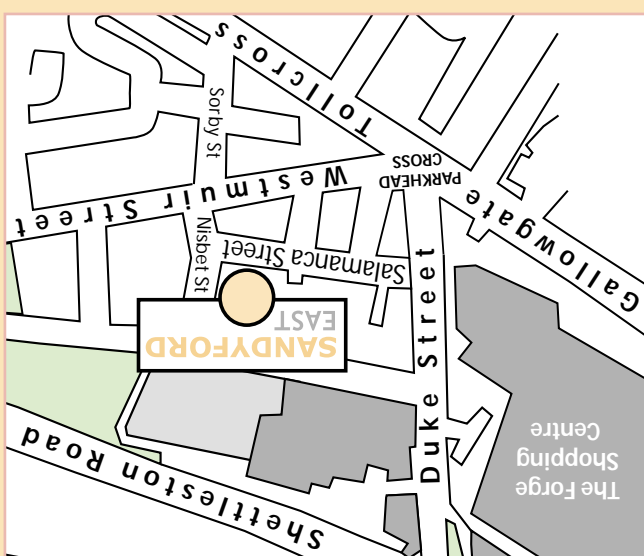 Shettleston Road
The Forge
Shopping
Centre
Duke Street
SANDYFORD
EAST
Salamanca Street
Nisbet St
Gallowgate
Westmuir Street
PARKHEAD
CROSS
Sorby St
Tollcross